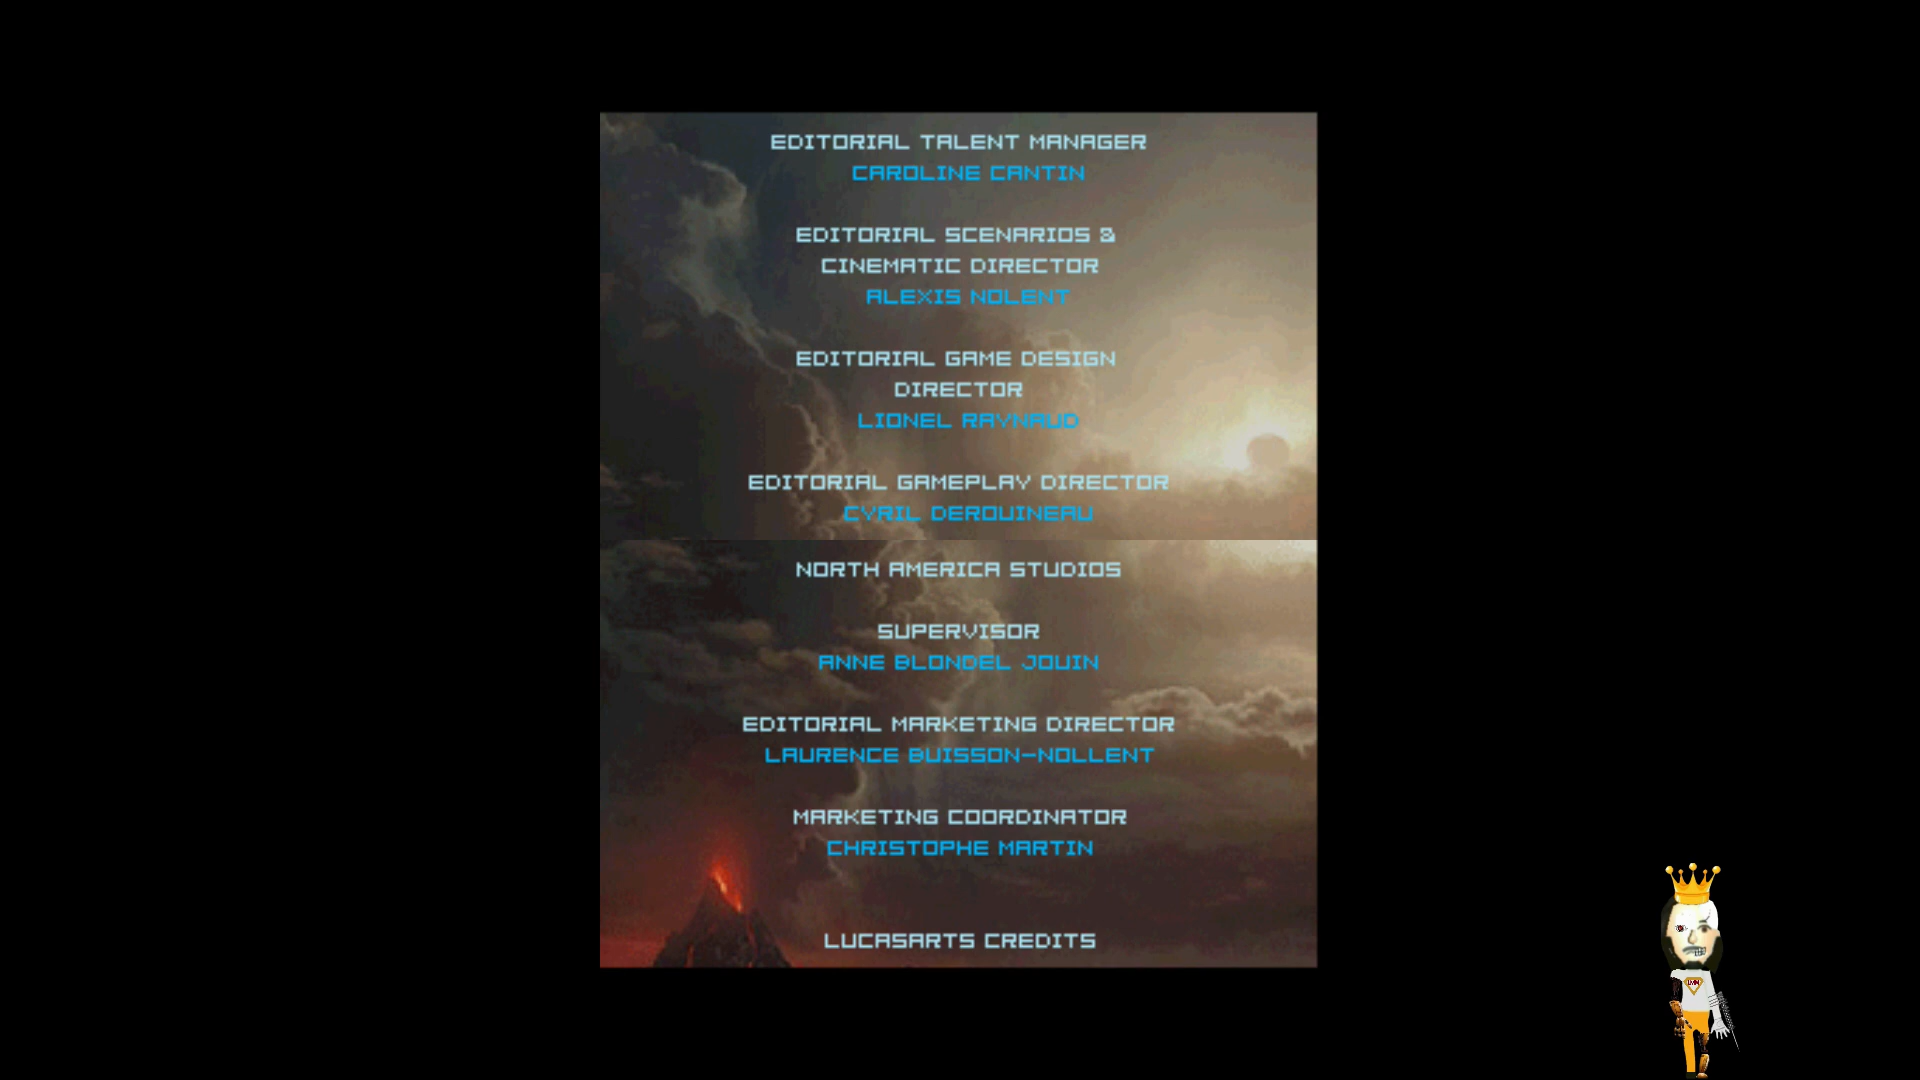 EDITORIAL TALENT MANAGER
CAROLINE CANTIN
EDITORIAL SCENARIOS &
CINEMATIC DIRECTOR
ALEXIS NOLENT
EDITORIAL GAME DESIGN
DIRECTOR
LIONEL RAYNAUD
EDITORIAL GAMEPLAY DIRECTOR
CYRIL DEROUINEAU
NORTH AMERICA STUDIOS
SUPERVISOR
ANNE BLONDEL JOUIN
EDITORIAL MARKETING DIRECTOR
LAURENCE BUISSON-NOLLENT
MARKETING COORDINATOR
CHRISTOPHE MARTIN
LUCASARTS CREDITS